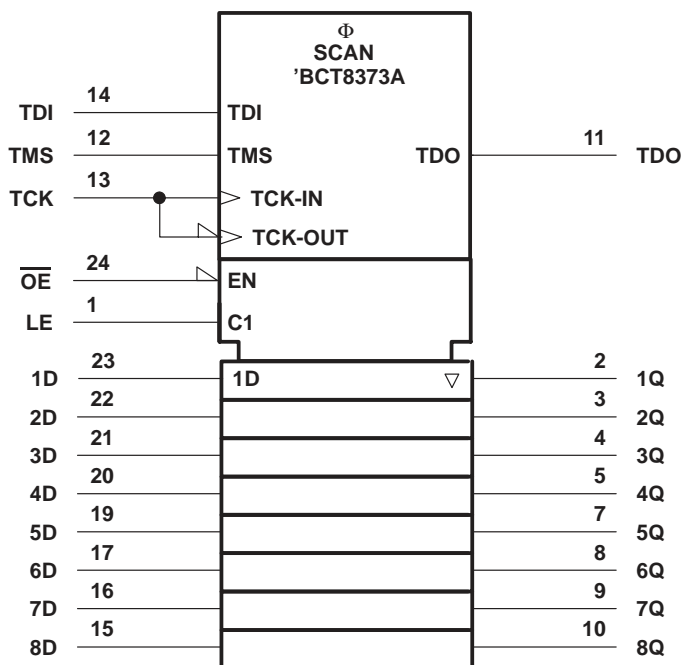 Φ
SCAN
'BCT8373A
TDI 14 TDI
TMS 12 TMS TDO 11 TDO
TCK 13 TCK-IN
TCK-OUT
OE 24 EN
LE 1 C1
1D 23 1D 2 1Q
2D 22 3 2Q
3D 21 4 3Q
4D 20 5 4Q
5D 19 7 5Q
6D 17 8 6Q
7D 16 9 7Q
8D 15 10 8Q